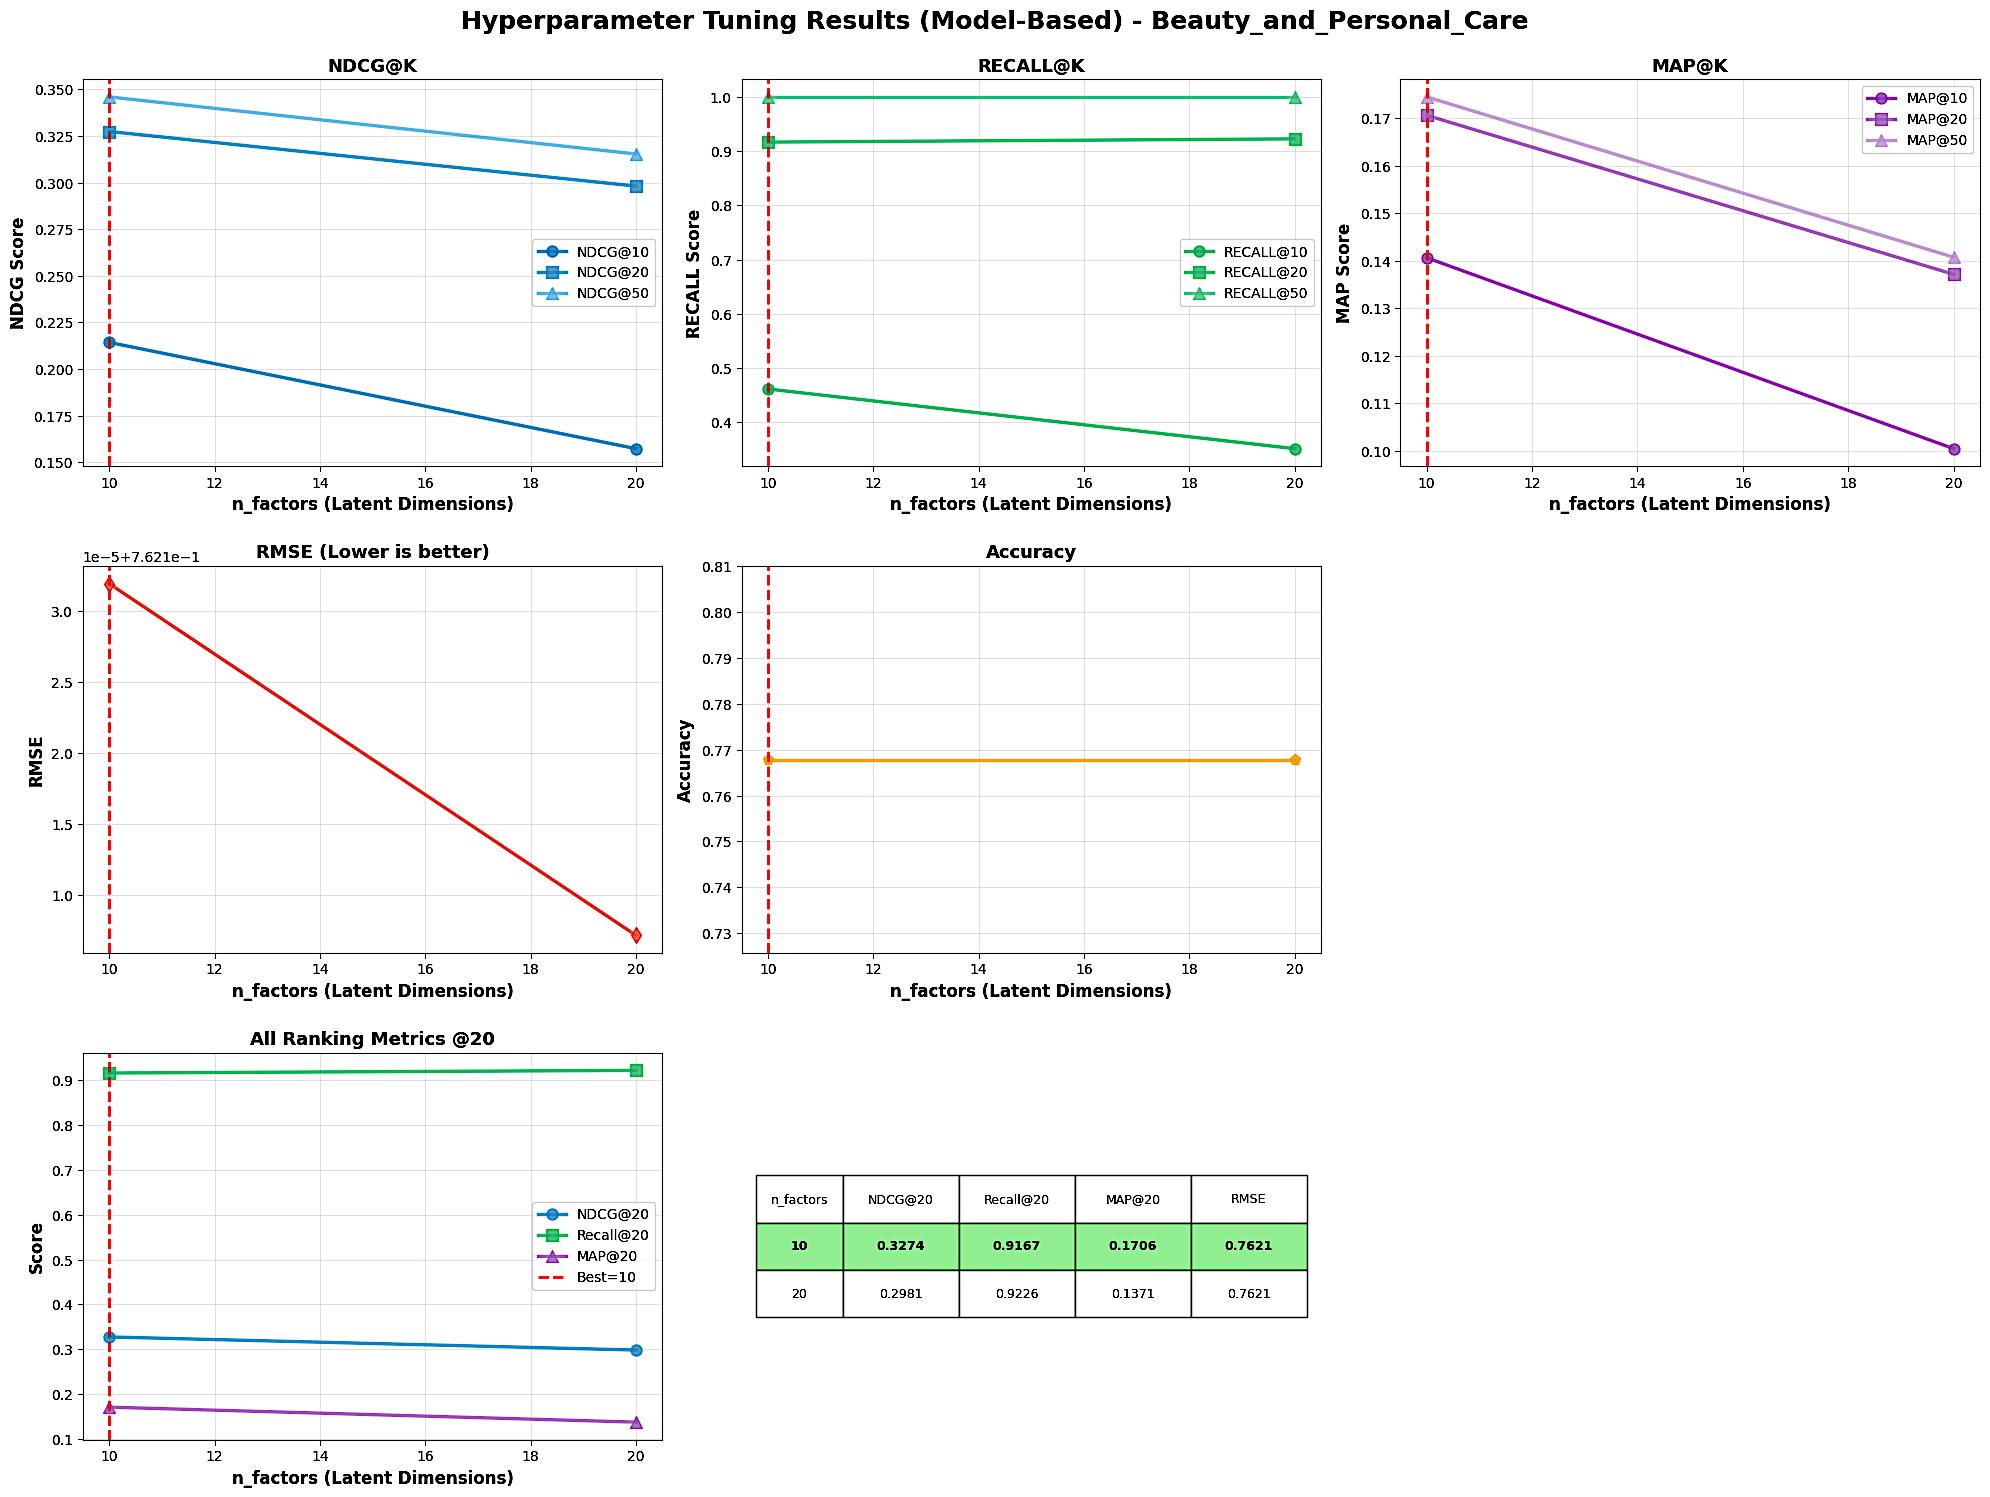 Hyperparameter Tuning Results (Model-Based) - Beauty_and_Personal_Care
NDCG@K
NDCG Score
0.350
0.325
0.300
0.275
0.250
0.225
0.200
0.175
0.150
NDCG@10
NDCG@20
NDCG@50
10 12 14 16 18 20
n_factors (Latent Dimensions)
RECALL@K
RECALL Score
1.0
0.9
0.8
0.7
0.6
0.5
0.4
RECALL@10
RECALL@20
RECALL@50
10 12 14 16 18 20
n_factors (Latent Dimensions)
MAP@K
MAP Score
0.17
0.16
0.15
0.14
0.13
0.12
0.11
0.10
MAP@10
MAP@20
MAP@50
10 12 14 16 18 20
n_factors (Latent Dimensions)
RMSE (Lower is better)
1e−5+7.621e−1
RMSE
3.0
2.5
2.0
1.5
1.0
10 12 14 16 18 20
n_factors (Latent Dimensions)
Accuracy
Accuracy
0.81
0.80
0.79
0.78
0.77
0.76
0.75
0.74
0.73
10 12 14 16 18 20
n_factors (Latent Dimensions)
All Ranking Metrics @20
Score
0.9
0.8
0.7
0.6
0.5
0.4
0.3
0.2
0.1
NDCG@20
Recall@20
MAP@20
Best=10
10 12 14 16 18 20
n_factors (Latent Dimensions)
n_factors NDCG@20 Recall@20 MAP@20 RMSE
10 0.3274 0.9167 0.1706 0.7621
20 0.2981 0.9226 0.1371 0.7621